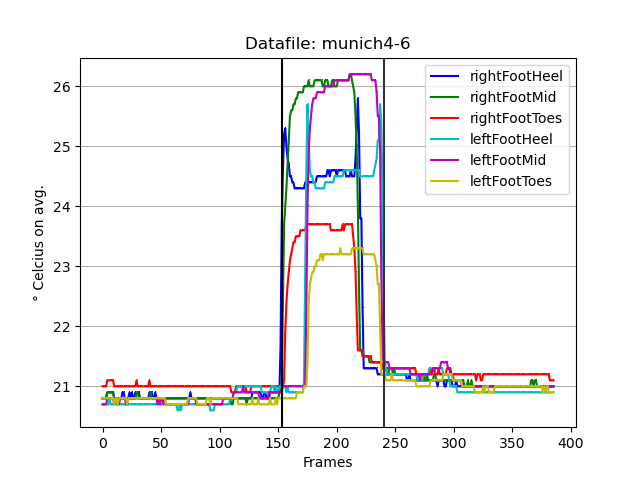 Datafile: munich4-6
rightFootHeel
rightFootMid
rightFootToes
leftFootHeel
leftFootMid
leftFootToes
° Celcius on avg.
26
25
24
23
22
21
0 50 100 150 200 250 300 350 400
Frames